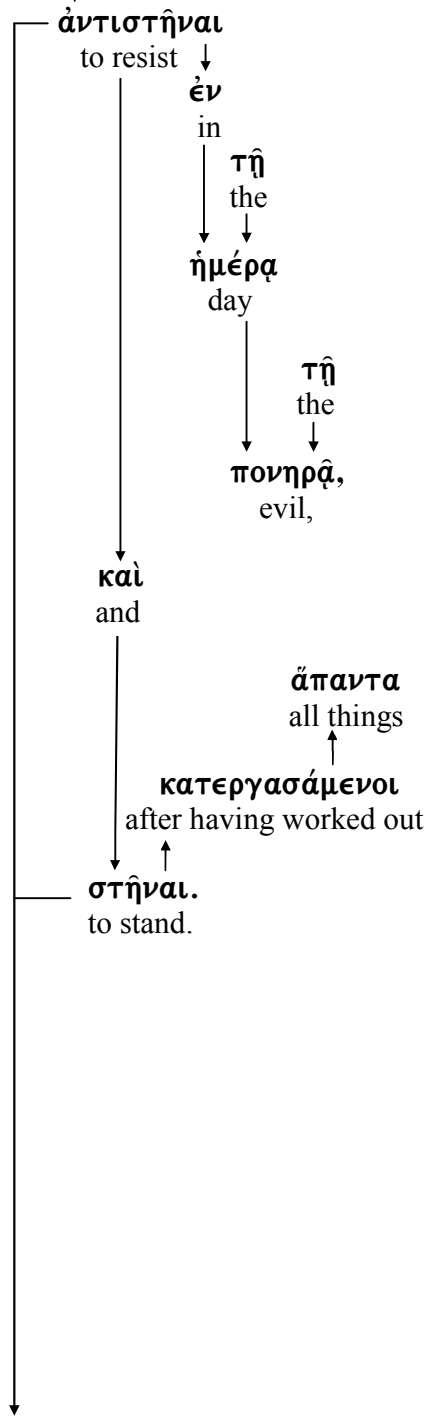 ἀντιστῆναι
to resist
ἐν
in
τῇ
the
ἡμέρᾳ
day
τῇ
the
πονηρᾷ,
evil,
καὶ
and
ἅπαντα
all things
κατεργασάμενοι
after having worked out
στῆναι.
to stand.